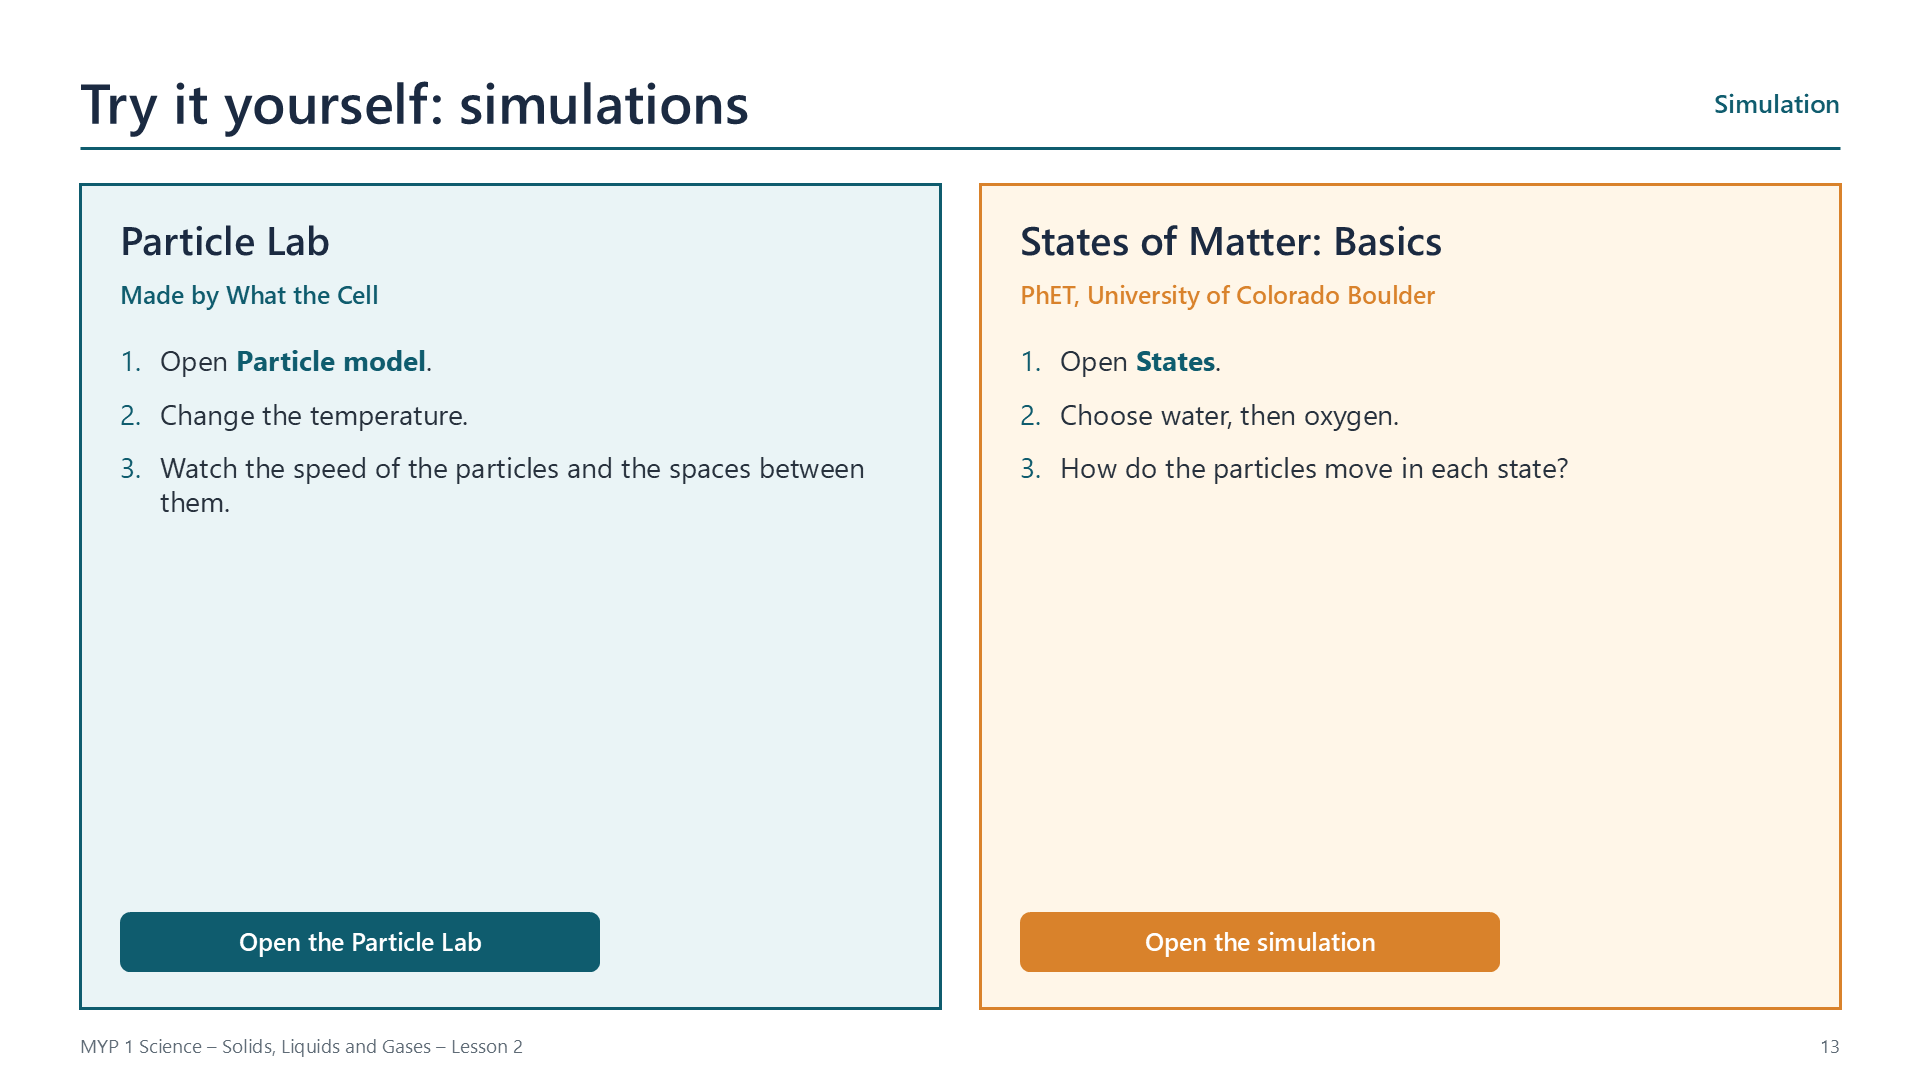 Try it yourself: simulations
Simulation
Particle Lab
Made by What the Cell
1. Open Particle model.
2. Change the temperature.
3. Watch the speed of the particles and the spaces between
them.
Open the Particle Lab
States of Matter: Basics
PhET, University of Colorado Boulder
1. Open States.
2. Choose water, then oxygen.
3. How do the particles move in each state?
Open the simulation
MYP 1 Science – Solids, Liquids and Gases – Lesson 2
13